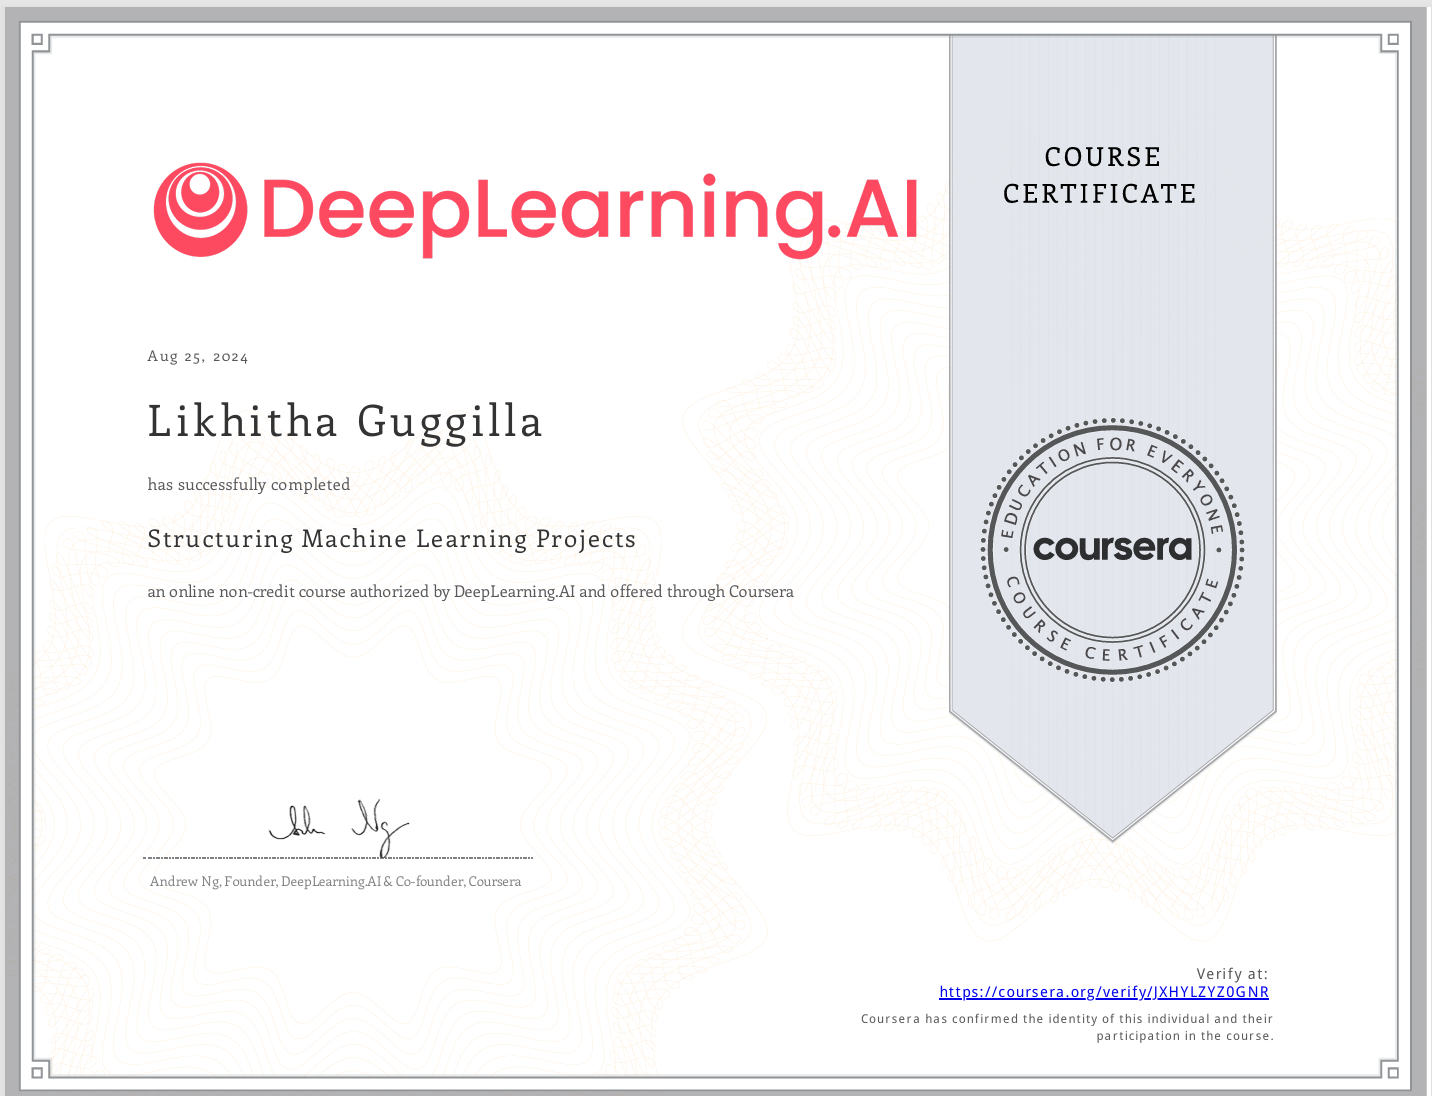 DeepLearning.AI
COURSE
CERTIFICATE
Aug 25, 2024
Likhitha Guggilla
has successfully completed
Structuring Machine Learning Projects
an online non-credit course authorized by DeepLearning.AI and offered through Coursera
EDUCATION FOR EVERYONE
coursera
COURSE CERTIFICATE
Andrew Ng, Founder, DeepLearning.AI & Co-founder, Coursera
Verify at:
https://coursera.org/verify/JXHYLZYZ0GNR
Coursera has confirmed the identity of this individual and their
participation in the course.